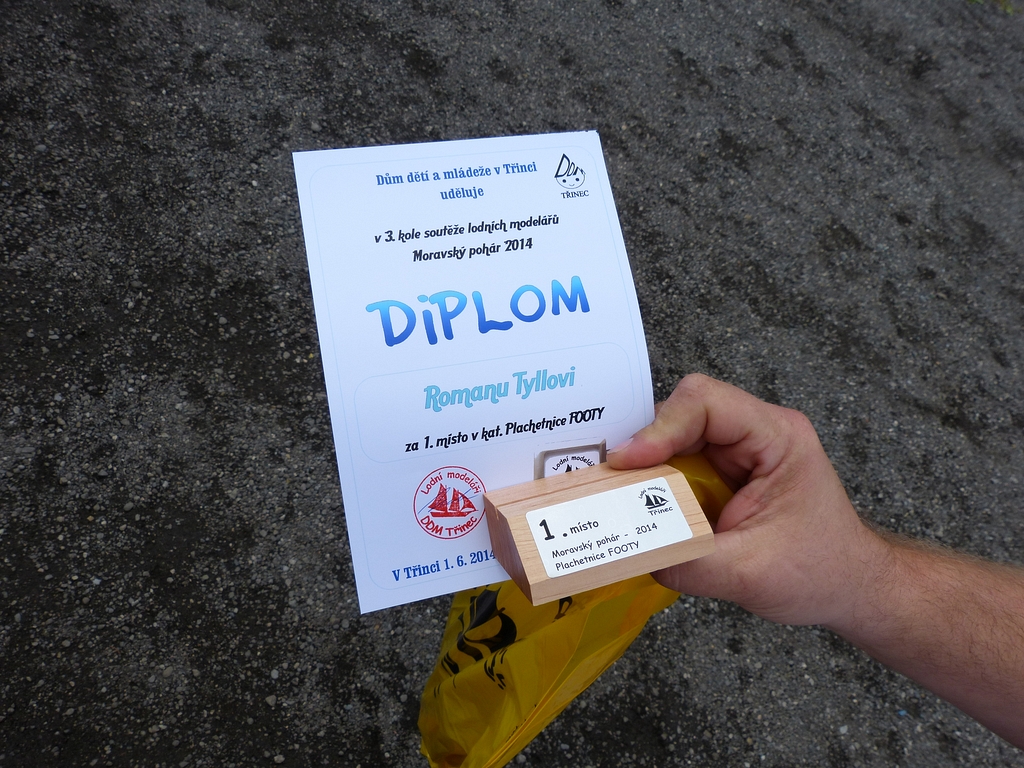 Dům dětí a mládeže v Třinci
uděluje
DDM
TŘINEC
v 3. kole soutěže lodních modelářů
Moravský pohár 2014
DiPLOM
Romanu Tyllovi
za 1. místo v kat. Plachetnice FOOTY
Lodní modeláři
DDM Třinec
V Třinci 1. 6. 2014
Lodní modeláři
Lodní modeláři
Třinec
1. místo
Moravský pohár - 2014
Plachetnice FOOTY